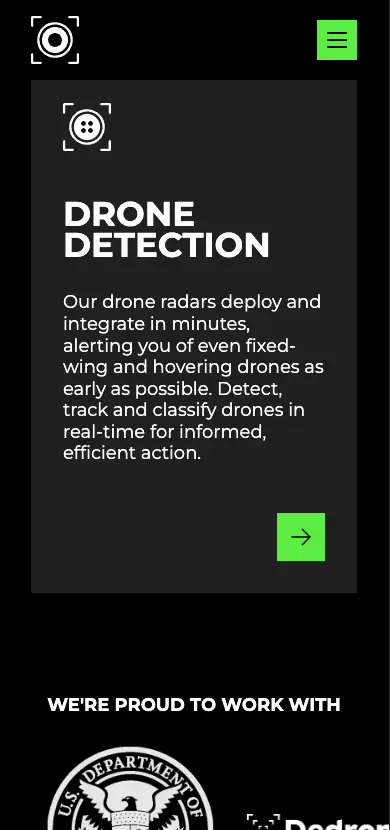 DRONE
DETECTION
Our drone radars deploy and
integrate in minutes,
alerting you of even fixed-
wing and hovering drones as
early as possible. Detect,
track and classify drones in
real-time for informed,
efficient action.
WE'RE PROUD TO WORK WITH
U.S. DEPARTMENT OF